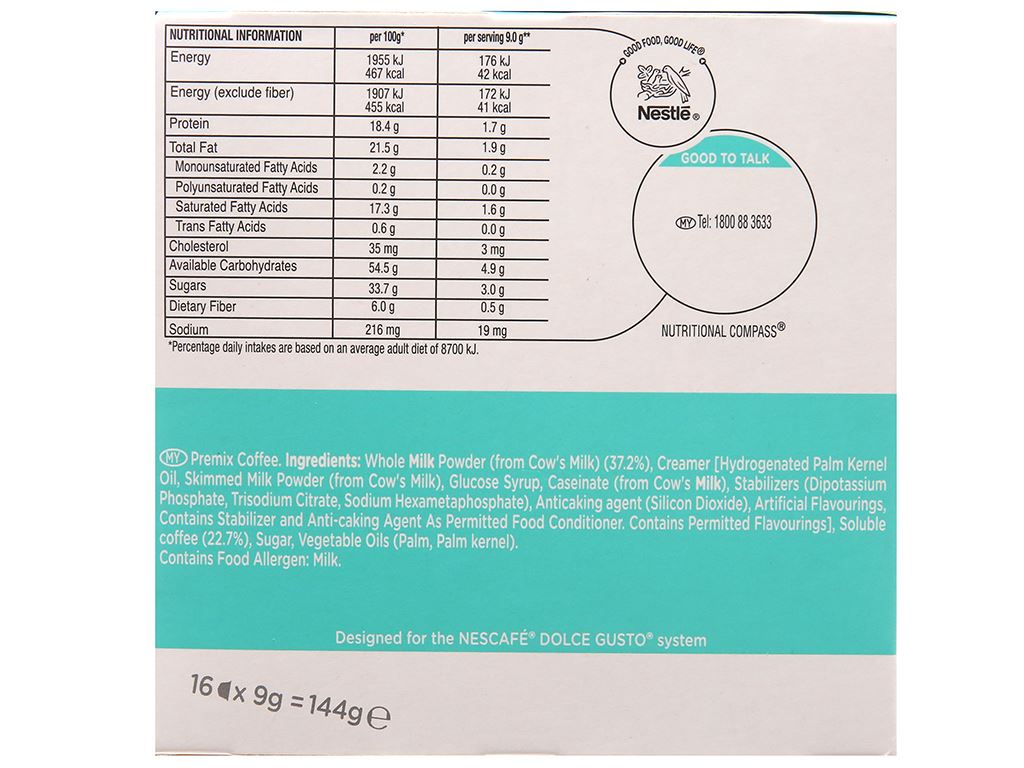 NUTRITIONAL INFORMATION per 100g* per serving 9.0 g**
Energy 1955 kJ 176 kJ
467 kcal 42 kcal
Energy (exclude fiber) 1907 kJ 172 kJ
455 kcal 41 kcal
Protein 18.4 g 1.7 g
Total Fat 21.5 g 1.9 g
Monounsaturated Fatty Acids 2.2 g 0.2 g
Polyunsaturated Fatty Acids 0.2 g 0.0 g
Saturated Fatty Acids 17.3 g 1.6 g
Trans Fatty Acids 0.6 g 0.0 g
Cholesterol 35 mg 3 mg
Available Carbohydrates 54.5 g 4.9 g
Sugars 33.7 g 3.0 g
Dietary Fiber 6.0 g 0.5 g
Sodium 216 mg 19 mg
*Percentage daily intakes are based on an average adult diet of 8700 kJ.
GOOD FOOD, GOOD LIFE®
Nestlé®
GOOD TO TALK
MY Tel: 1800 88 3633
NUTRITIONAL COMPASS®
MY Premix Coffee. Ingredients: Whole Milk Powder (from Cow's Milk) (37.2%), Creamer [Hydrogenated Palm Kernel
Oil, Skimmed Milk Powder (from Cow's Milk), Glucose Syrup, Caseinate (from Cow's Milk), Stabilizers (Dipotassium
Phosphate, Trisodium Citrate, Sodium Hexametaphosphate), Anticaking agent (Silicon Dioxide), Artificial Flavourings,
Contains Stabilizer and Anti-caking Agent As Permitted Food Conditioner. Contains Permitted Flavourings], Soluble
coffee (22.7%), Sugar, Vegetable Oils (Palm, Palm kernel).
Contains Food Allergen: Milk.
Designed for the NESCAFÉ® DOLCE GUSTO® system
16 x 9g = 144g ℮